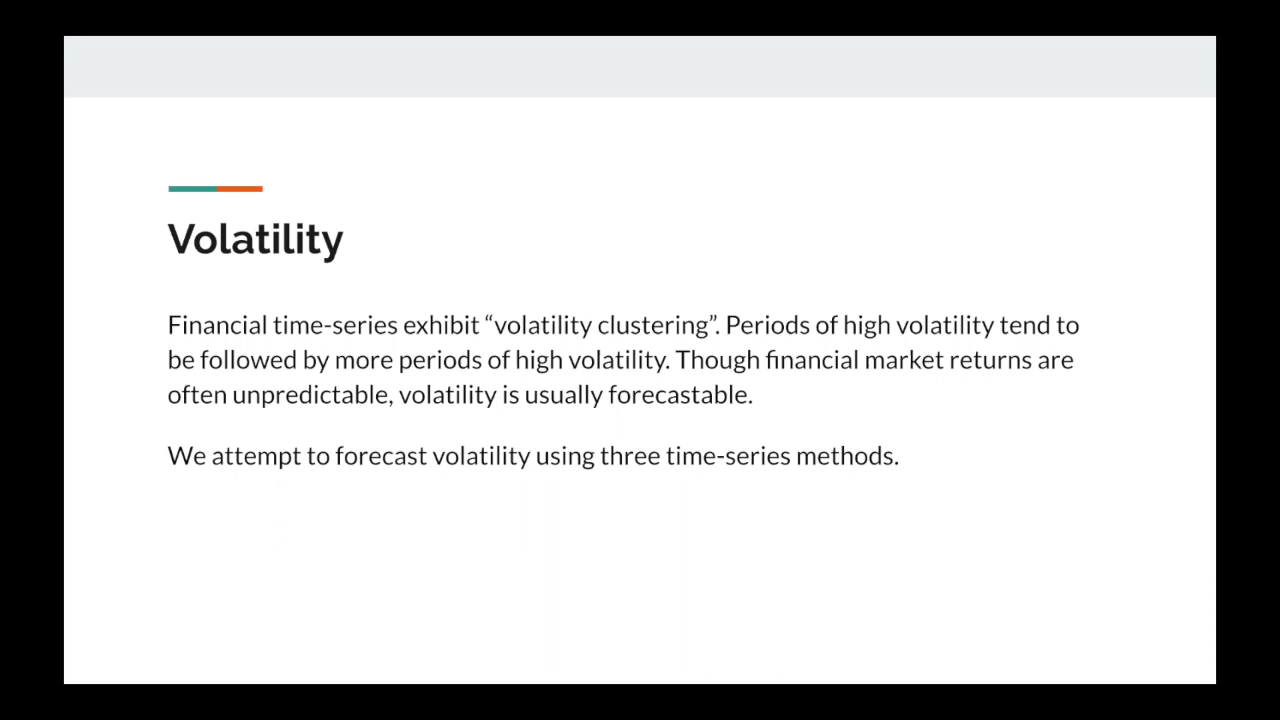 Volatility
Financial time-series exhibit “volatility clustering”. Periods of high volatility tend to
be followed by more periods of high volatility. Though financial market returns are
often unpredictable, volatility is usually forecastable.
We attempt to forecast volatility using three time-series methods.